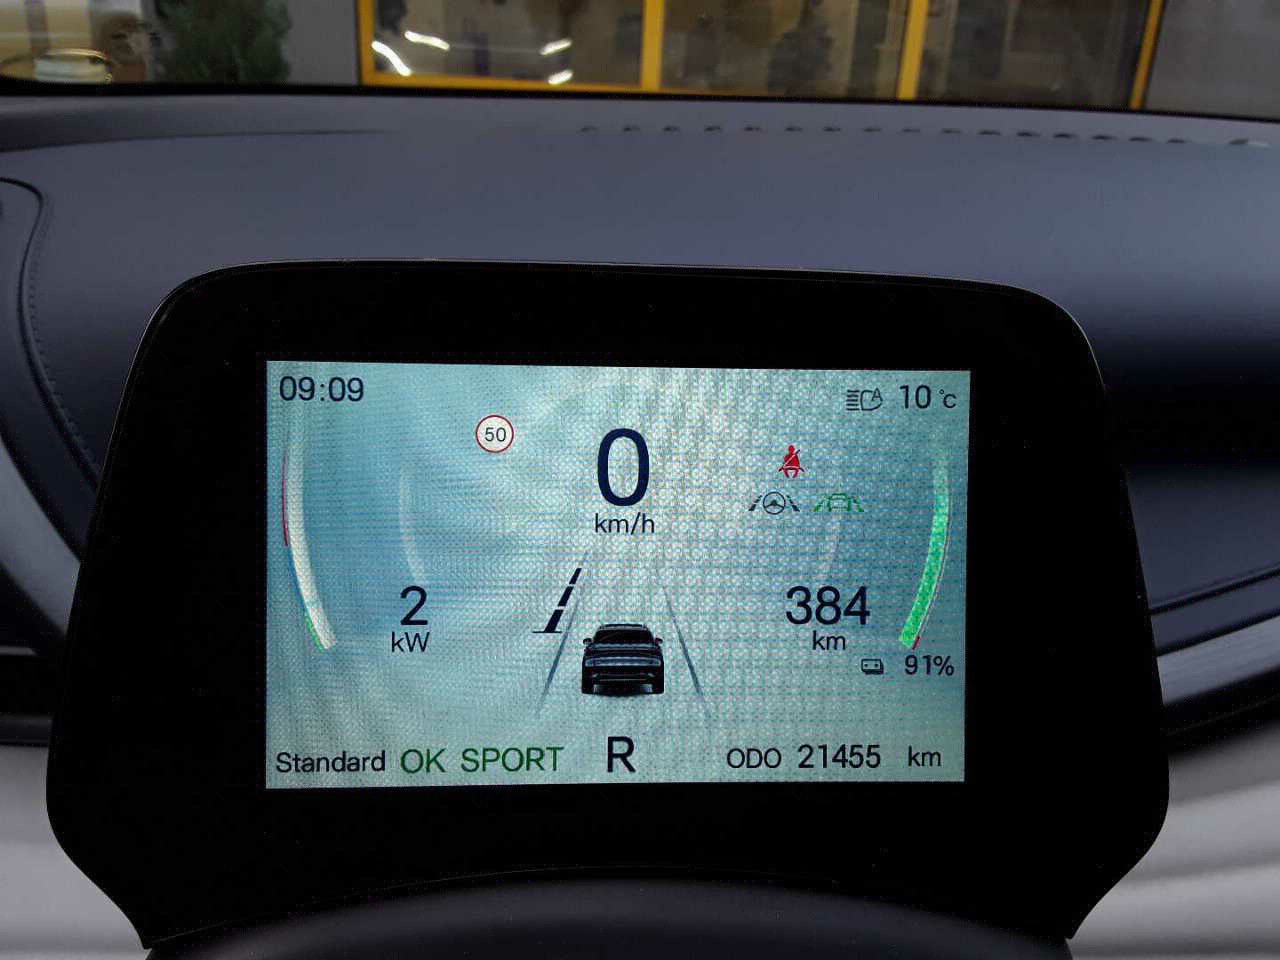 09:09
A 10 °C
50
0
km/h
2
kW
384
km
91%
Standard OK SPORT R ODO 21455 km